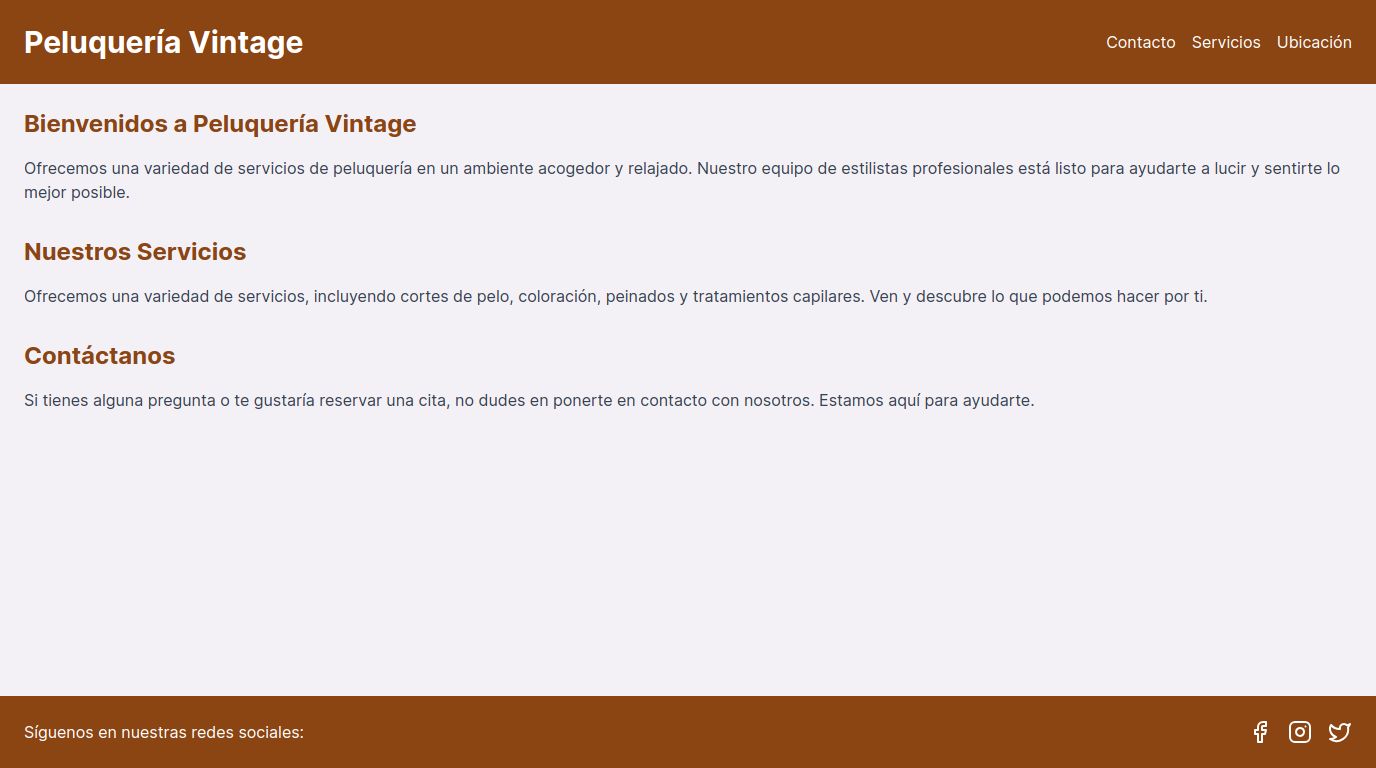 Peluquería Vintage
Contacto Servicios Ubicación
Bienvenidos a Peluquería Vintage
Ofrecemos una variedad de servicios de peluquería en un ambiente acogedor y relajado. Nuestro equipo de estilistas profesionales está listo para ayudarte a lucir y sentirte lo
mejor posible.
Nuestros Servicios
Ofrecemos una variedad de servicios, incluyendo cortes de pelo, coloración, peinados y tratamientos capilares. Ven y descubre lo que podemos hacer por ti.
Contáctanos
Si tienes alguna pregunta o te gustaría reservar una cita, no dudes en ponerte en contacto con nosotros. Estamos aquí para ayudarte.
Síguenos en nuestras redes sociales: